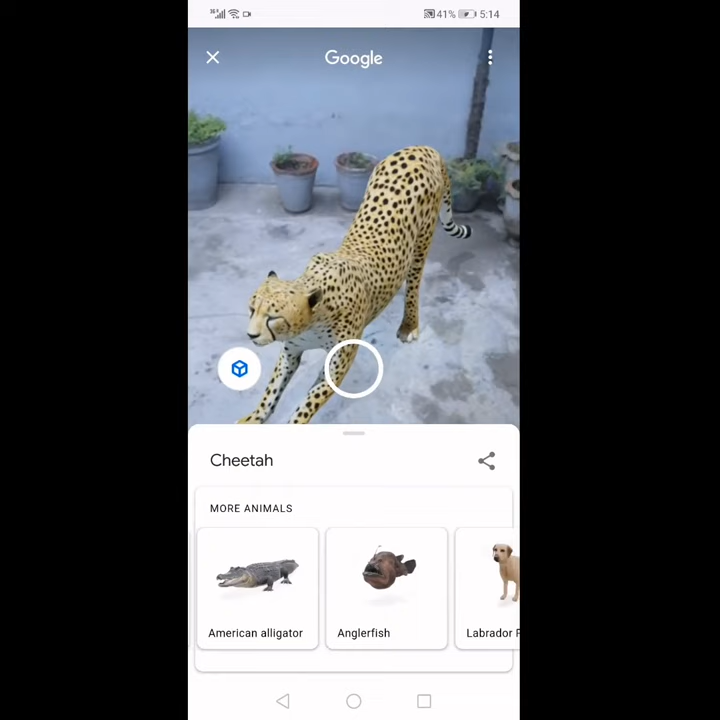 41% 5:14
Google
Cheetah
MORE ANIMALS
American alligator
Anglerfish
Labrador